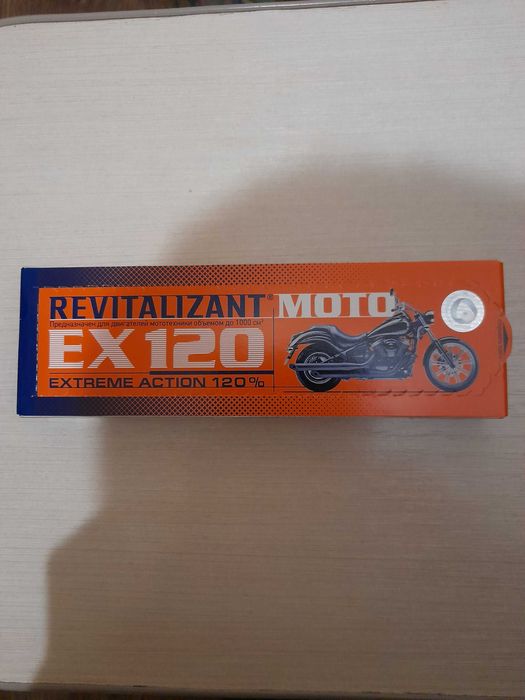 REVITALIZANT® MOTO
Предназначен для двигателей мототехники объемом до 1000 см³
EX120
EXTREME ACTION 120%